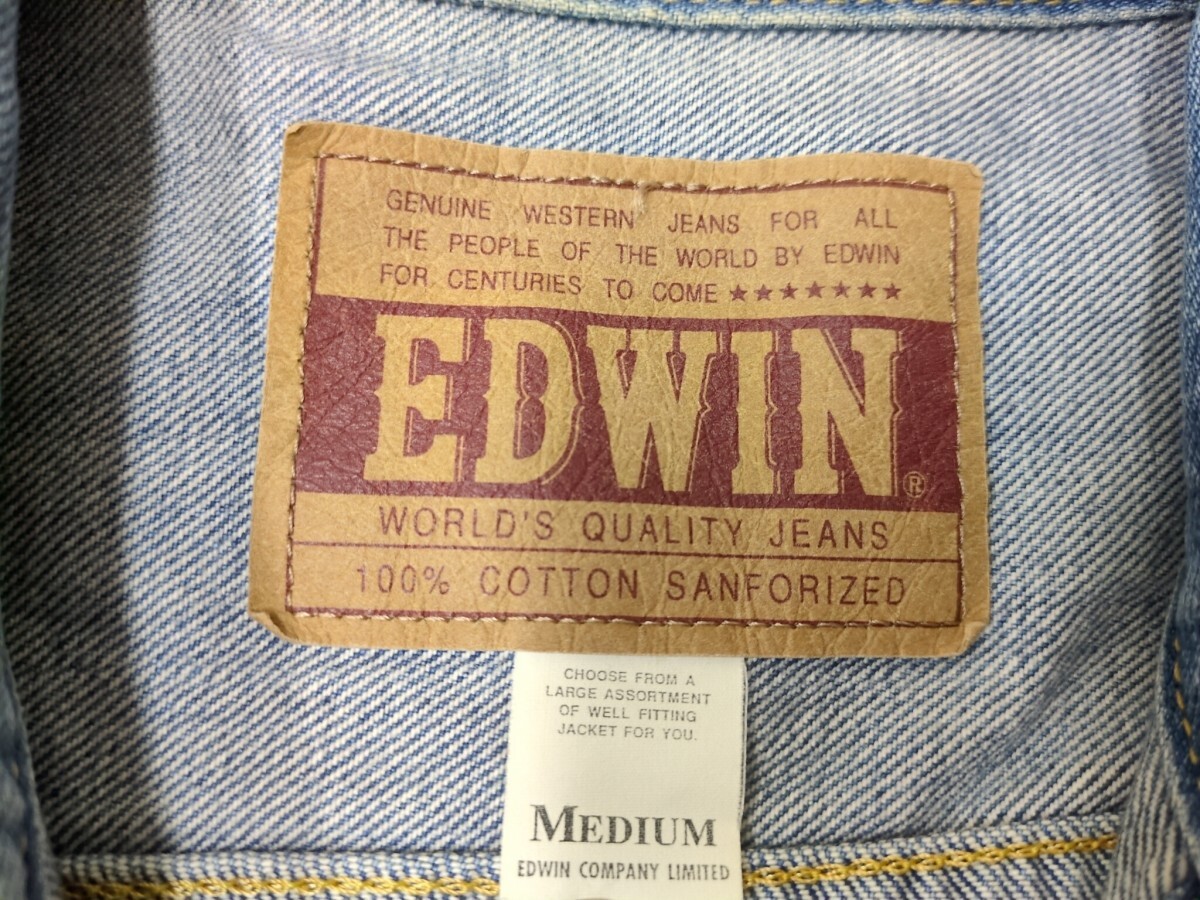 GENUINE WESTERN JEANS FOR ALL
THE PEOPLE OF THE WORLD BY EDWIN
FOR CENTURIES TO COME ★★★★★★★
EDWIN®
WORLD'S QUALITY JEANS
100% COTTON SANFORIZED
CHOOSE FROM A
LARGE ASSORTMENT
OF WELL FITTING
JACKET FOR YOU.
MEDIUM
EDWIN COMPANY LIMITED